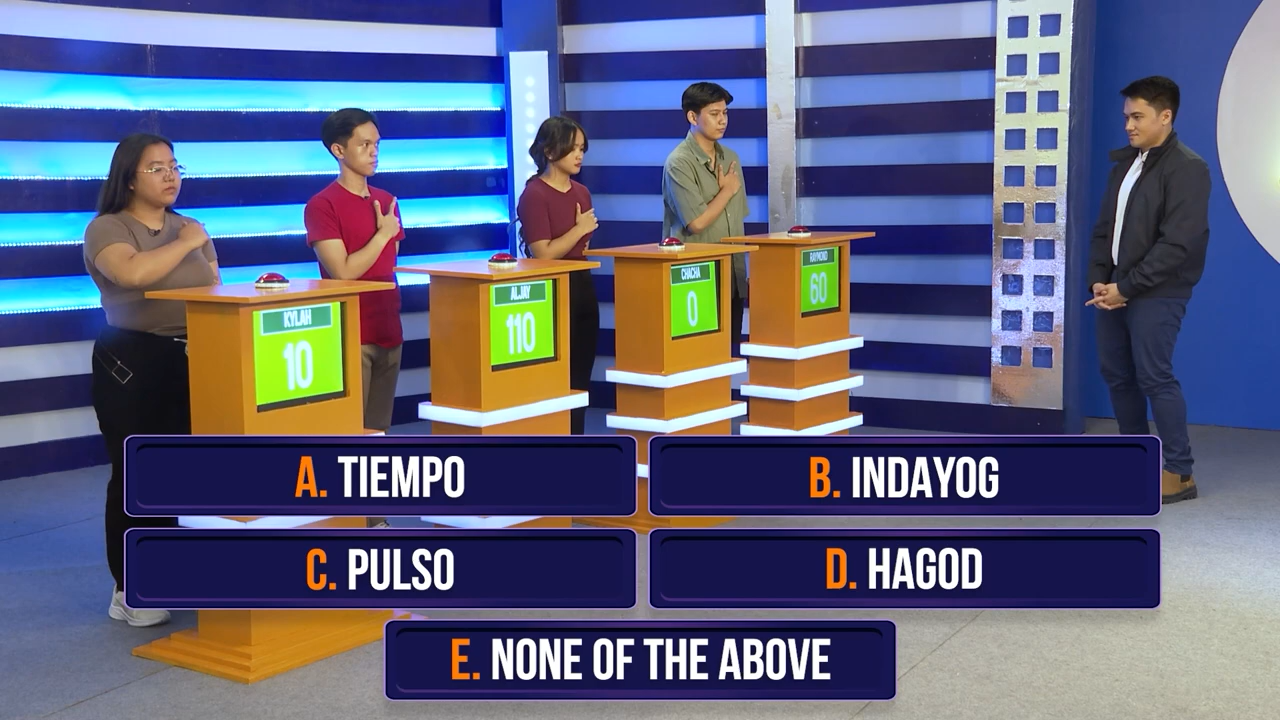 KYLAH
10
ALJAY
110
CHACHA
0
RAYMOND
60
A. TIEMPO
B. INDAYOG
C. PULSO
D. HAGOD
E. NONE OF THE ABOVE